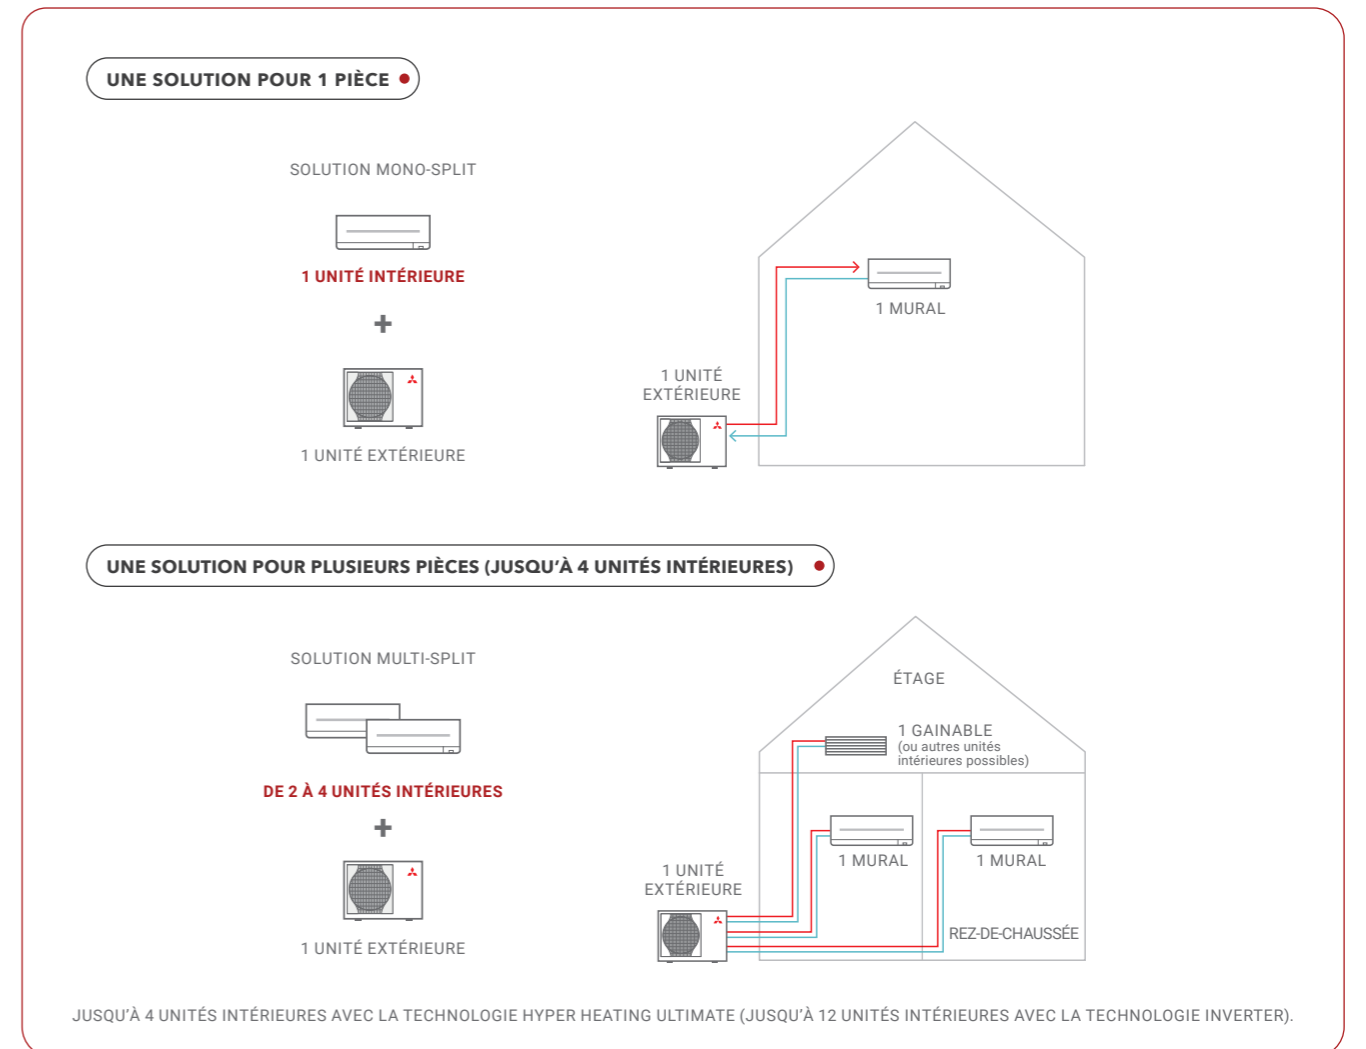 UNE SOLUTION POUR 1 PIÈCE
SOLUTION MONO-SPLIT
1 UNITÉ INTÉRIEURE
+
1 UNITÉ EXTÉRIEURE
1 MURAL
1 UNITÉ
EXTÉRIEURE
UNE SOLUTION POUR PLUSIEURS PIÈCES (JUSQU’À 4 UNITÉS INTÉRIEURES)
SOLUTION MULTI-SPLIT
DE 2 À 4 UNITÉS INTÉRIEURES
+
1 UNITÉ EXTÉRIEURE
ÉTAGE
1 GAINABLE
(ou autres unités
intérieures possibles)
1 MURAL
1 MURAL
1 UNITÉ
EXTÉRIEURE
REZ-DE-CHAUSSÉE
JUSQU’À 4 UNITÉS INTÉRIEURES AVEC LA TECHNOLOGIE HYPER HEATING ULTIMATE (JUSQU’À 12 UNITÉS INTÉRIEURES AVEC LA TECHNOLOGIE INVERTER).